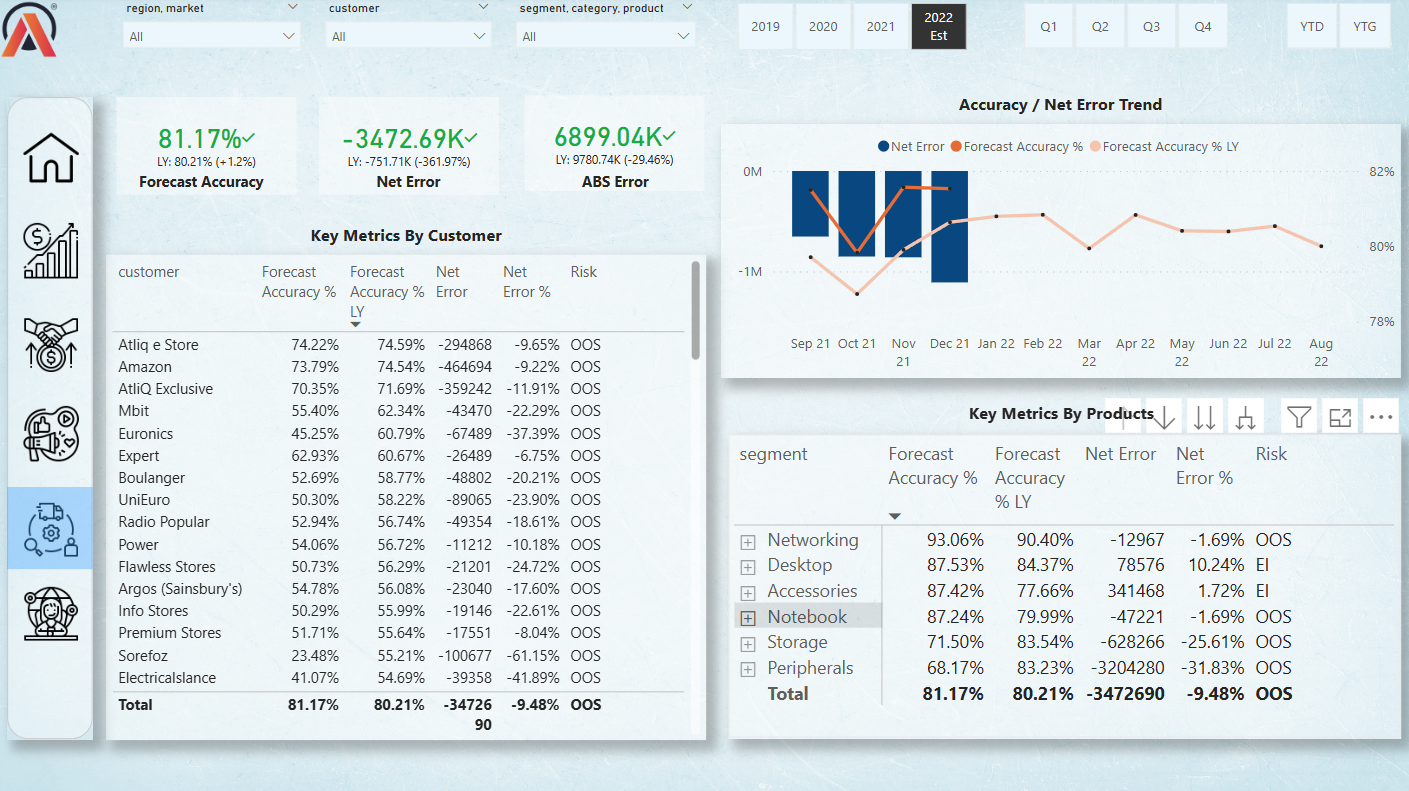 ®
region, market
customer
segment, category, product
All
All
All
2019
2020
2021
2022
Est
Q1
Q2
Q3
Q4
YTD
YTG
81.17%
LY: 80.21% (+1.2%)
Forecast Accuracy
-3472.69K
LY: -751.71K (-361.97%)
Net Error
6899.04K
LY: 9780.74K (-29.46%)
ABS Error
Accuracy / Net Error Trend
Net Error Forecast Accuracy % Forecast Accuracy % LY
0M
-1M
82%
80%
78%
Sep 21 Oct 21 Nov 21 Dec 21 Jan 22 Feb 22 Mar 22 Apr 22 May 22 Jun 22 Jul 22 Aug 22
Key Metrics By Customer
customer Forecast Accuracy % Forecast Accuracy % LY Net Error Net Error % Risk
Atliq e Store 74.22% 74.59% -294868 -9.65% OOS
Amazon 73.79% 74.54% -464694 -9.22% OOS
AtliQ Exclusive 70.35% 71.69% -359242 -11.91% OOS
Mbit 55.40% 62.34% -43470 -22.29% OOS
Euronics 45.25% 60.79% -67489 -37.39% OOS
Expert 62.93% 60.67% -26489 -6.75% OOS
Boulanger 52.69% 58.77% -48802 -20.21% OOS
UniEuro 50.30% 58.22% -89065 -23.90% OOS
Radio Popular 52.94% 56.74% -49354 -18.61% OOS
Power 54.06% 56.72% -11212 -10.18% OOS
Flawless Stores 50.73% 56.29% -21201 -24.72% OOS
Argos (Sainsbury's) 54.78% 56.08% -23040 -17.60% OOS
Info Stores 50.29% 55.99% -19146 -22.61% OOS
Premium Stores 51.71% 55.64% -17551 -8.04% OOS
Sorefoz 23.48% 55.21% -100677 -61.15% OOS
Electricalslance 41.07% 54.69% -39358 -41.89% OOS
Total 81.17% 80.21% -34726 -9.48% OOS
90
Key Metrics By Products
segment Forecast Accuracy % Forecast Accuracy % LY Net Error Net Error % Risk
Networking 93.06% 90.40% -12967 -1.69% OOS
Desktop 87.53% 84.37% 78576 10.24% EI
Accessories 87.42% 77.66% 341468 1.72% EI
Notebook 87.24% 79.99% -47221 -1.69% OOS
Storage 71.50% 83.54% -628266 -25.61% OOS
Peripherals 68.17% 83.23% -3204280 -31.83% OOS
Total 81.17% 80.21% -3472690 -9.48% OOS